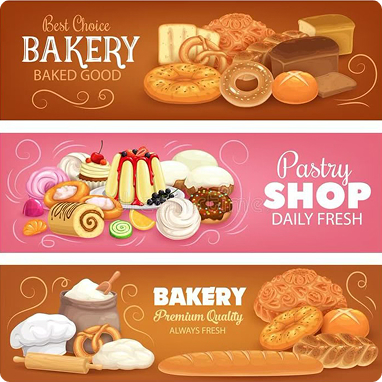 Best Choice
BAKERY
BAKED GOOD
Pastry
SHOP
DAILY FRESH
BAKERY
Premium Quality
ALWAYS FRESH